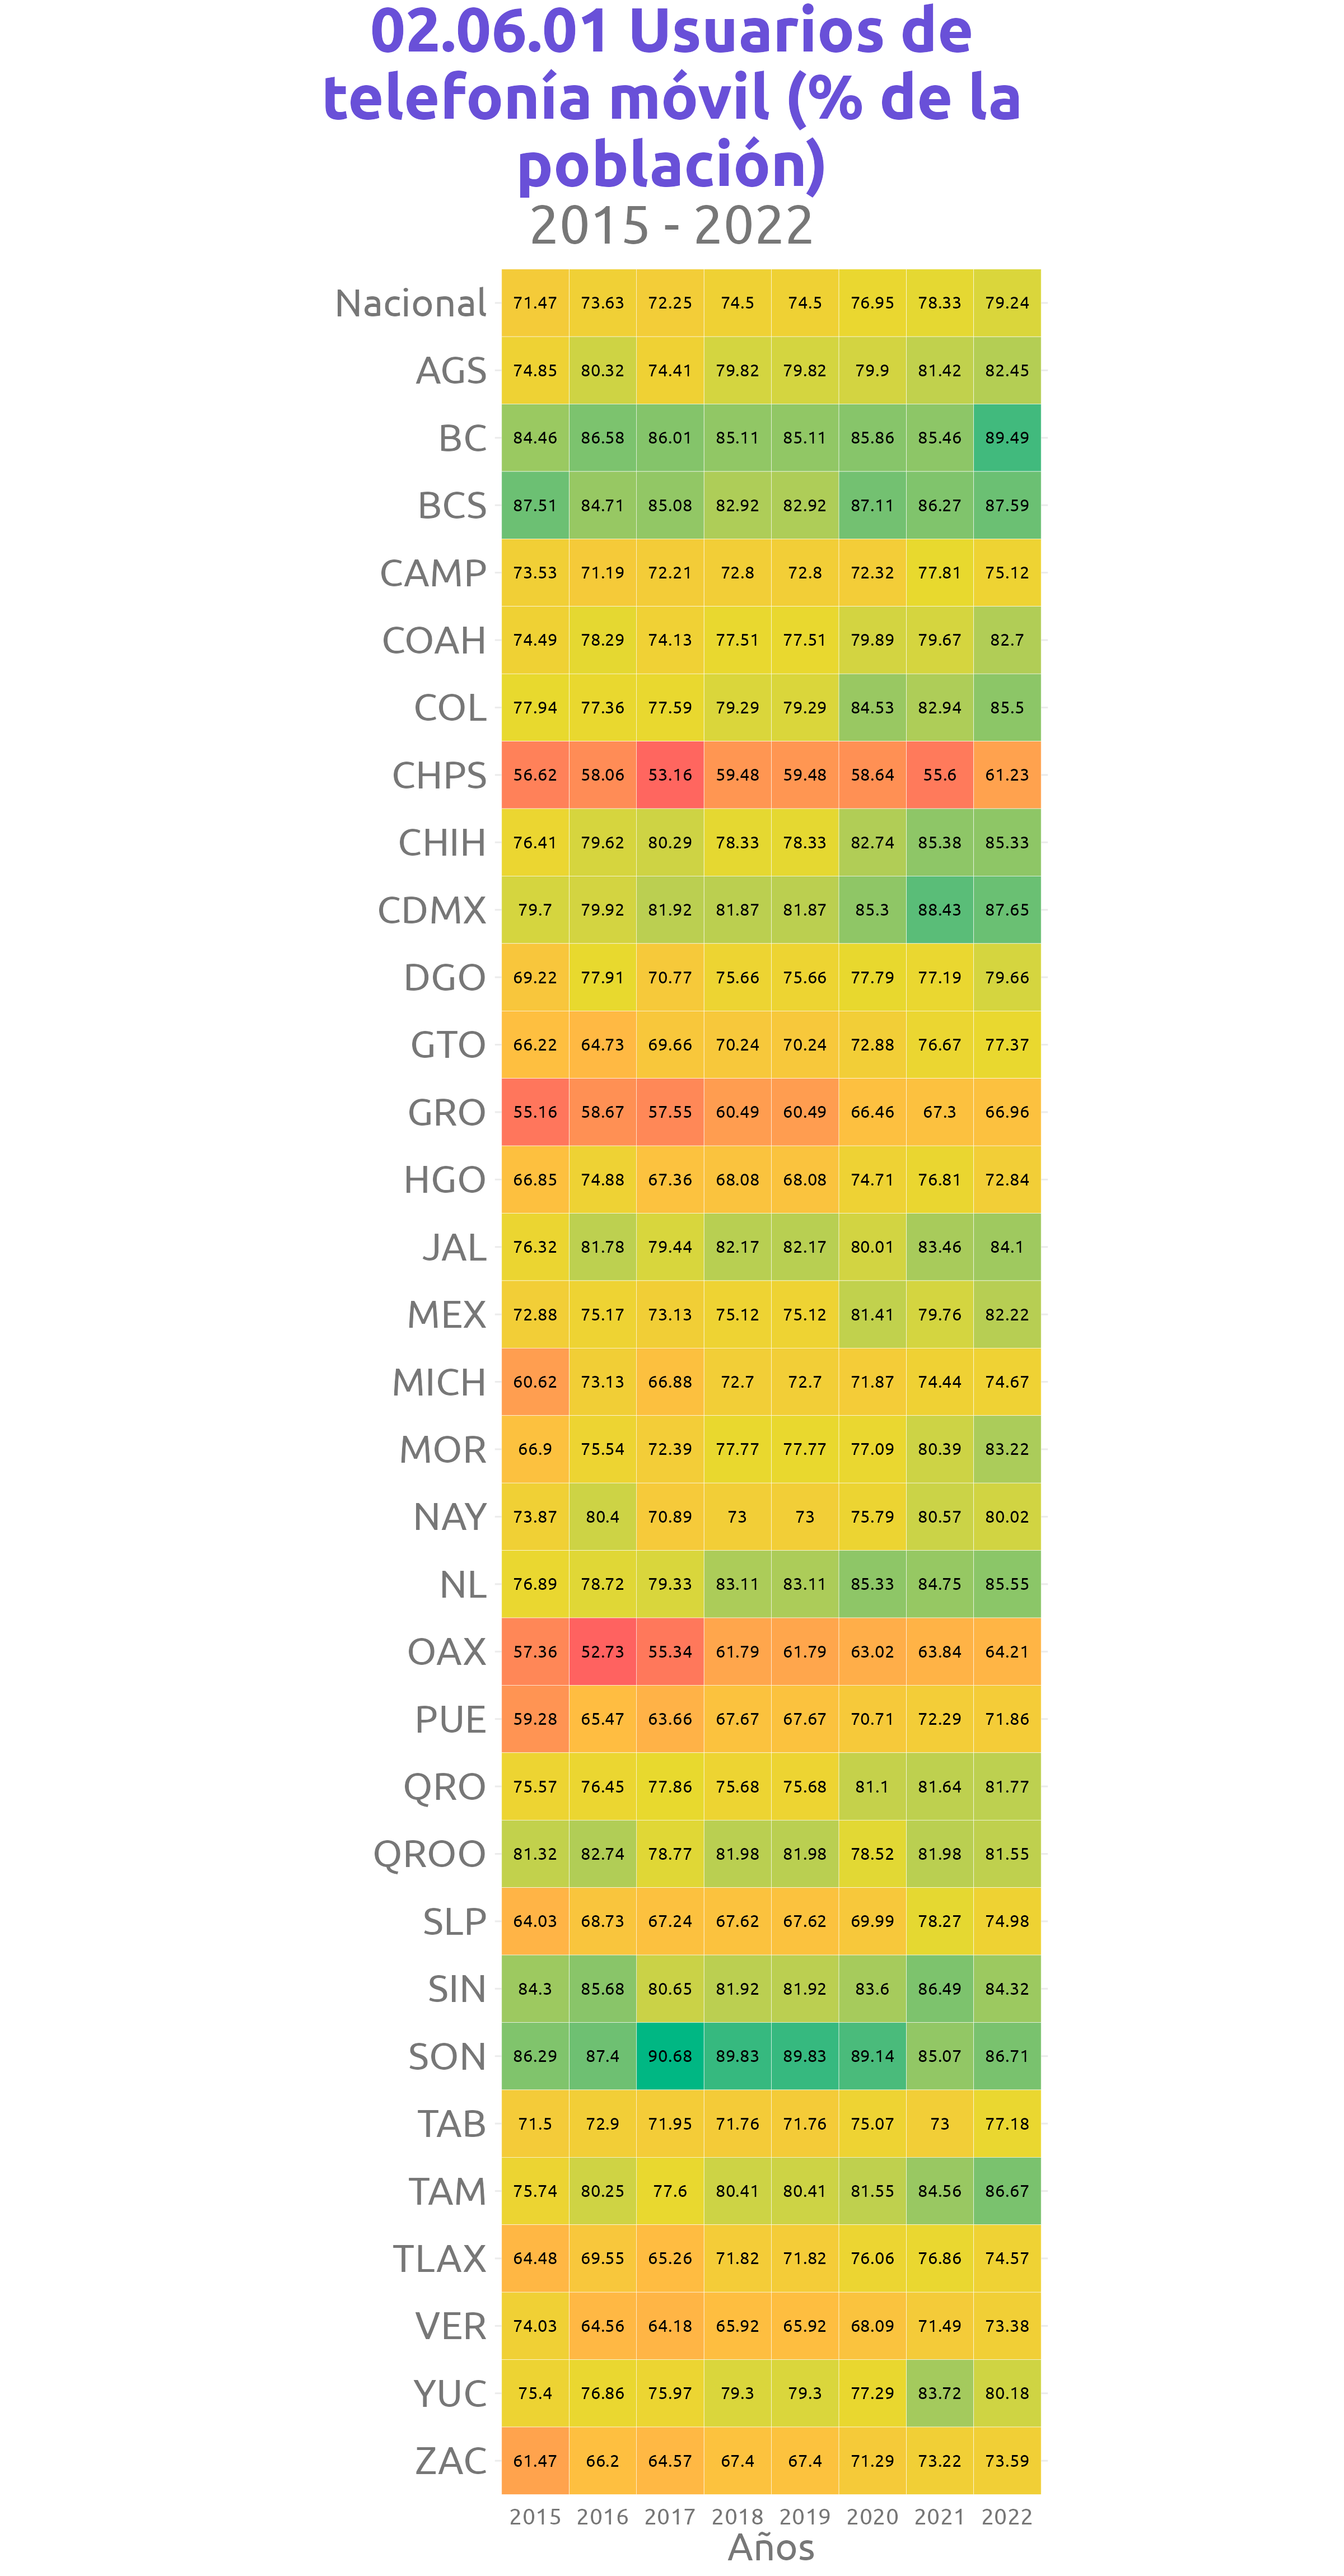 02.06.01 Usuarios de
telefonía móvil (% de la
población)
2015 - 2022
Nacional 71.47 73.63 72.25 74.5 74.5 76.95 78.33 79.24
AGS 74.85 80.32 74.41 79.82 79.82 79.9 81.42 82.45
BC 84.46 86.58 86.01 85.11 85.11 85.86 85.46 89.49
BCS 87.51 84.71 85.08 82.92 82.92 87.11 86.27 87.59
CAMP 73.53 71.19 72.21 72.8 72.8 72.32 77.81 75.12
COAH 74.49 78.29 74.13 77.51 77.51 79.89 79.67 82.7
COL 77.94 77.36 77.59 79.29 79.29 84.53 82.94 85.5
CHPS 56.62 58.06 53.16 59.48 59.48 58.64 55.6 61.23
CHIH 76.41 79.62 80.29 78.33 78.33 82.74 85.38 85.33
CDMX 79.7 79.92 81.92 81.87 81.87 85.3 88.43 87.65
DGO 69.22 77.91 70.77 75.66 75.66 77.79 77.19 79.66
GTO 66.22 64.73 69.66 70.24 70.24 72.88 76.67 77.37
GRO 55.16 58.67 57.55 60.49 60.49 66.46 67.3 66.96
HGO 66.85 74.88 67.36 68.08 68.08 74.71 76.81 72.84
JAL 76.32 81.78 79.44 82.17 82.17 80.01 83.46 84.1
MEX 72.88 75.17 73.13 75.12 75.12 81.41 79.76 82.22
MICH 60.62 73.13 66.88 72.7 72.7 71.87 74.44 74.67
MOR 66.9 75.54 72.39 77.77 77.77 77.09 80.39 83.22
NAY 73.87 80.4 70.89 73 73 75.79 80.57 80.02
NL 76.89 78.72 79.33 83.11 83.11 85.33 84.75 85.55
OAX 57.36 52.73 55.34 61.79 61.79 63.02 63.84 64.21
PUE 59.28 65.47 63.66 67.67 67.67 70.71 72.29 71.86
QRO 75.57 76.45 77.86 75.68 75.68 81.1 81.64 81.77
QROO 81.32 82.74 78.77 81.98 81.98 78.52 81.98 81.55
SLP 64.03 68.73 67.24 67.62 67.62 69.99 78.27 74.98
SIN 84.3 85.68 80.65 81.92 81.92 83.6 86.49 84.32
SON 86.29 87.4 90.68 89.83 89.83 89.14 85.07 86.71
TAB 71.5 72.9 71.95 71.76 71.76 75.07 73 77.18
TAM 75.74 80.25 77.6 80.41 80.41 81.55 84.56 86.67
TLAX 64.48 69.55 65.26 71.82 71.82 76.06 76.86 74.57
VER 74.03 64.56 64.18 65.92 65.92 68.09 71.49 73.38
YUC 75.4 76.86 75.97 79.3 79.3 77.29 83.72 80.18
ZAC 61.47 66.2 64.57 67.4 67.4 71.29 73.22 73.59
2015 2016 2017 2018 2019 2020 2021 2022
Años